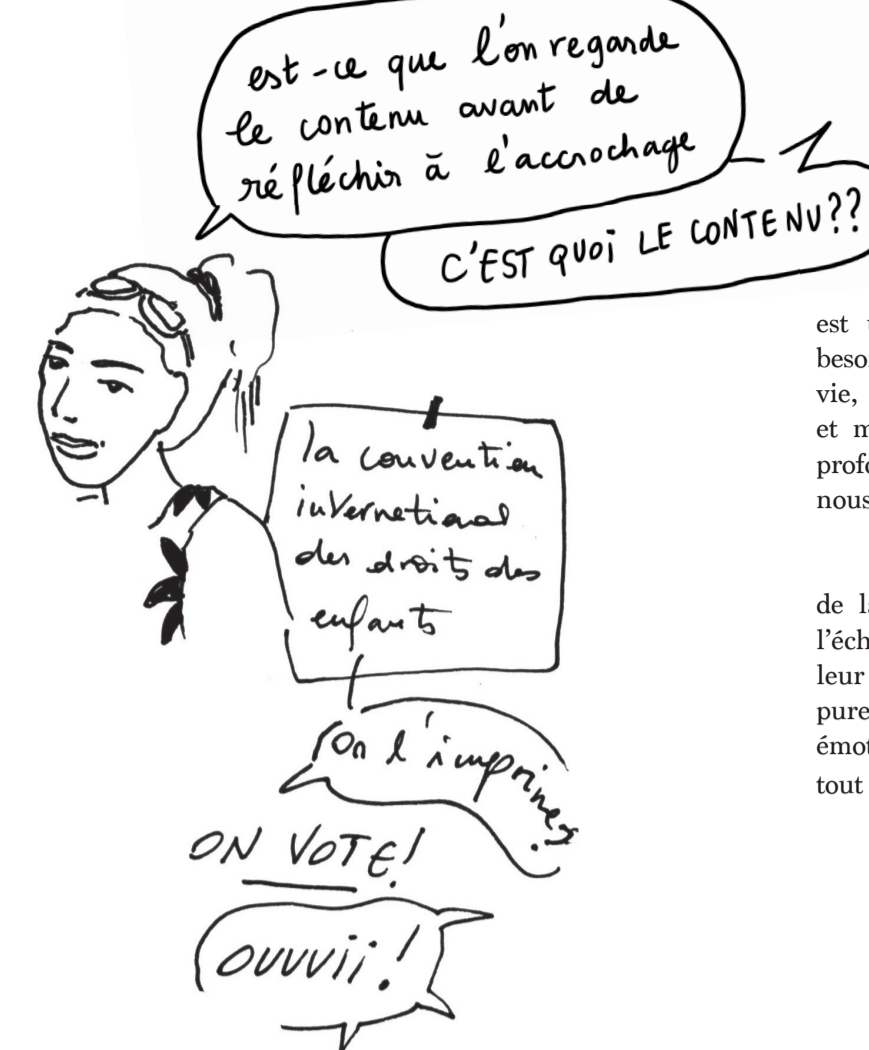 est-ce que l'on regarde
le contenu avant de
réfléchir à l'accrochage
C'EST QUOI LE CONTENU??
la convention
international
des droits des
enfants
On l'imprime?
ON VOTE!
OUUVii!
est
besoi
vie,
et m
profo
nous
de l
l'éch
leur
pure
émot
tout